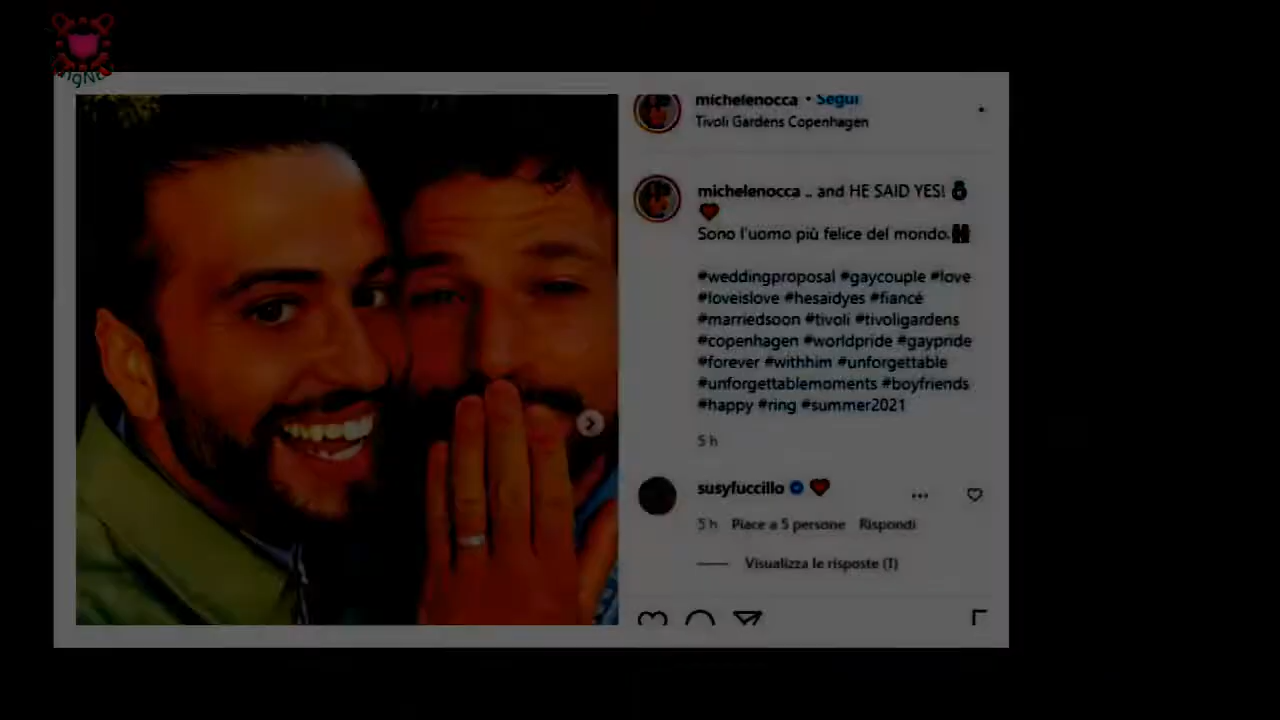 michelenocca • Segui
Tivoli Gardens Copenhagen
michelenocca .. and HE SAID YES!
Sono l'uomo più felice del mondo.
#weddingproposal #gaycouple #love
#loveislove #hesaidyes #fiancé
#marriedsoon #tivoli #tivoligardens
#copenhagen #worldpride #gaypride
#forever #withhim #unforgettable
#unforgettablemoments #boyfriends
#happy #ring #summer2021
5 h
susyfuccillo
5 h Piace a 5 persone Rispondi
Visualizza le risposte (1)